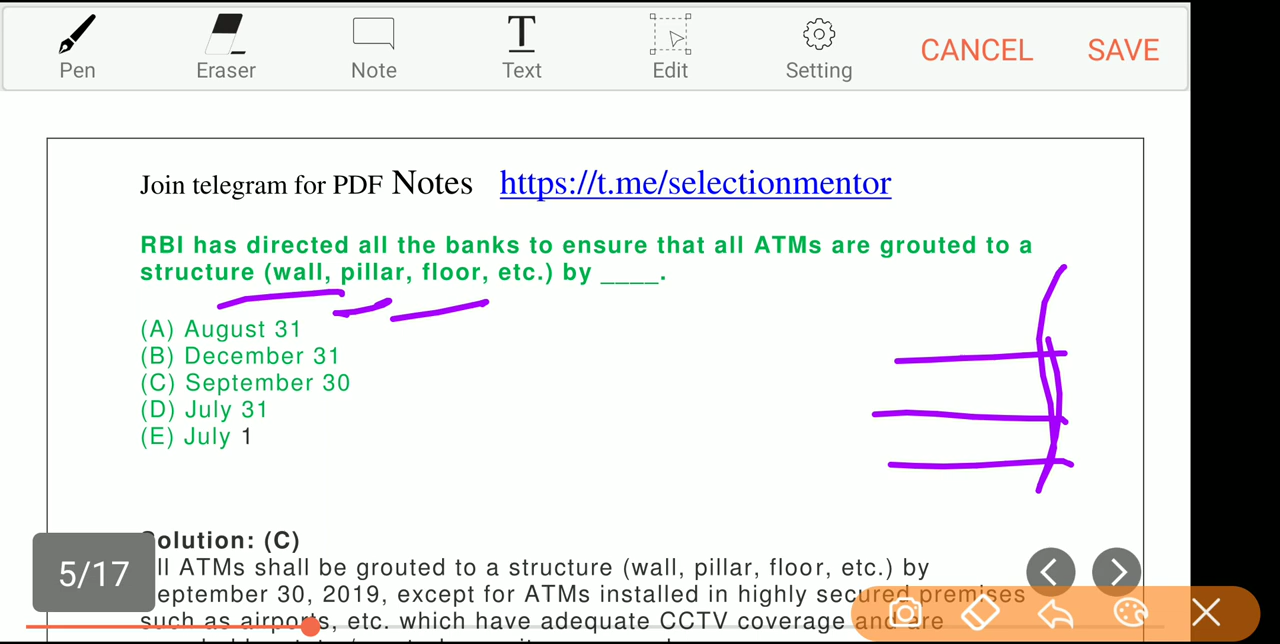 Pen
Eraser
Note
T
Text
Edit
Setting
CANCEL
SAVE
Join telegram for PDF Notes https://t.me/selectionmentor
RBI has directed all the banks to ensure that all ATMs are grouted to a
structure (wall, pillar, floor, etc.) by ____.
(A) August 31
(B) December 31
(C) September 30
(D) July 31
(E) July 1
olution: (C)
ll ATMs shall be grouted to a structure (wall, pillar, floor, etc.) by
eptember 30, 2019, except for ATMs installed in highly secured premises
such as airports, etc. which have adequate CCTV coverage and are
5/17